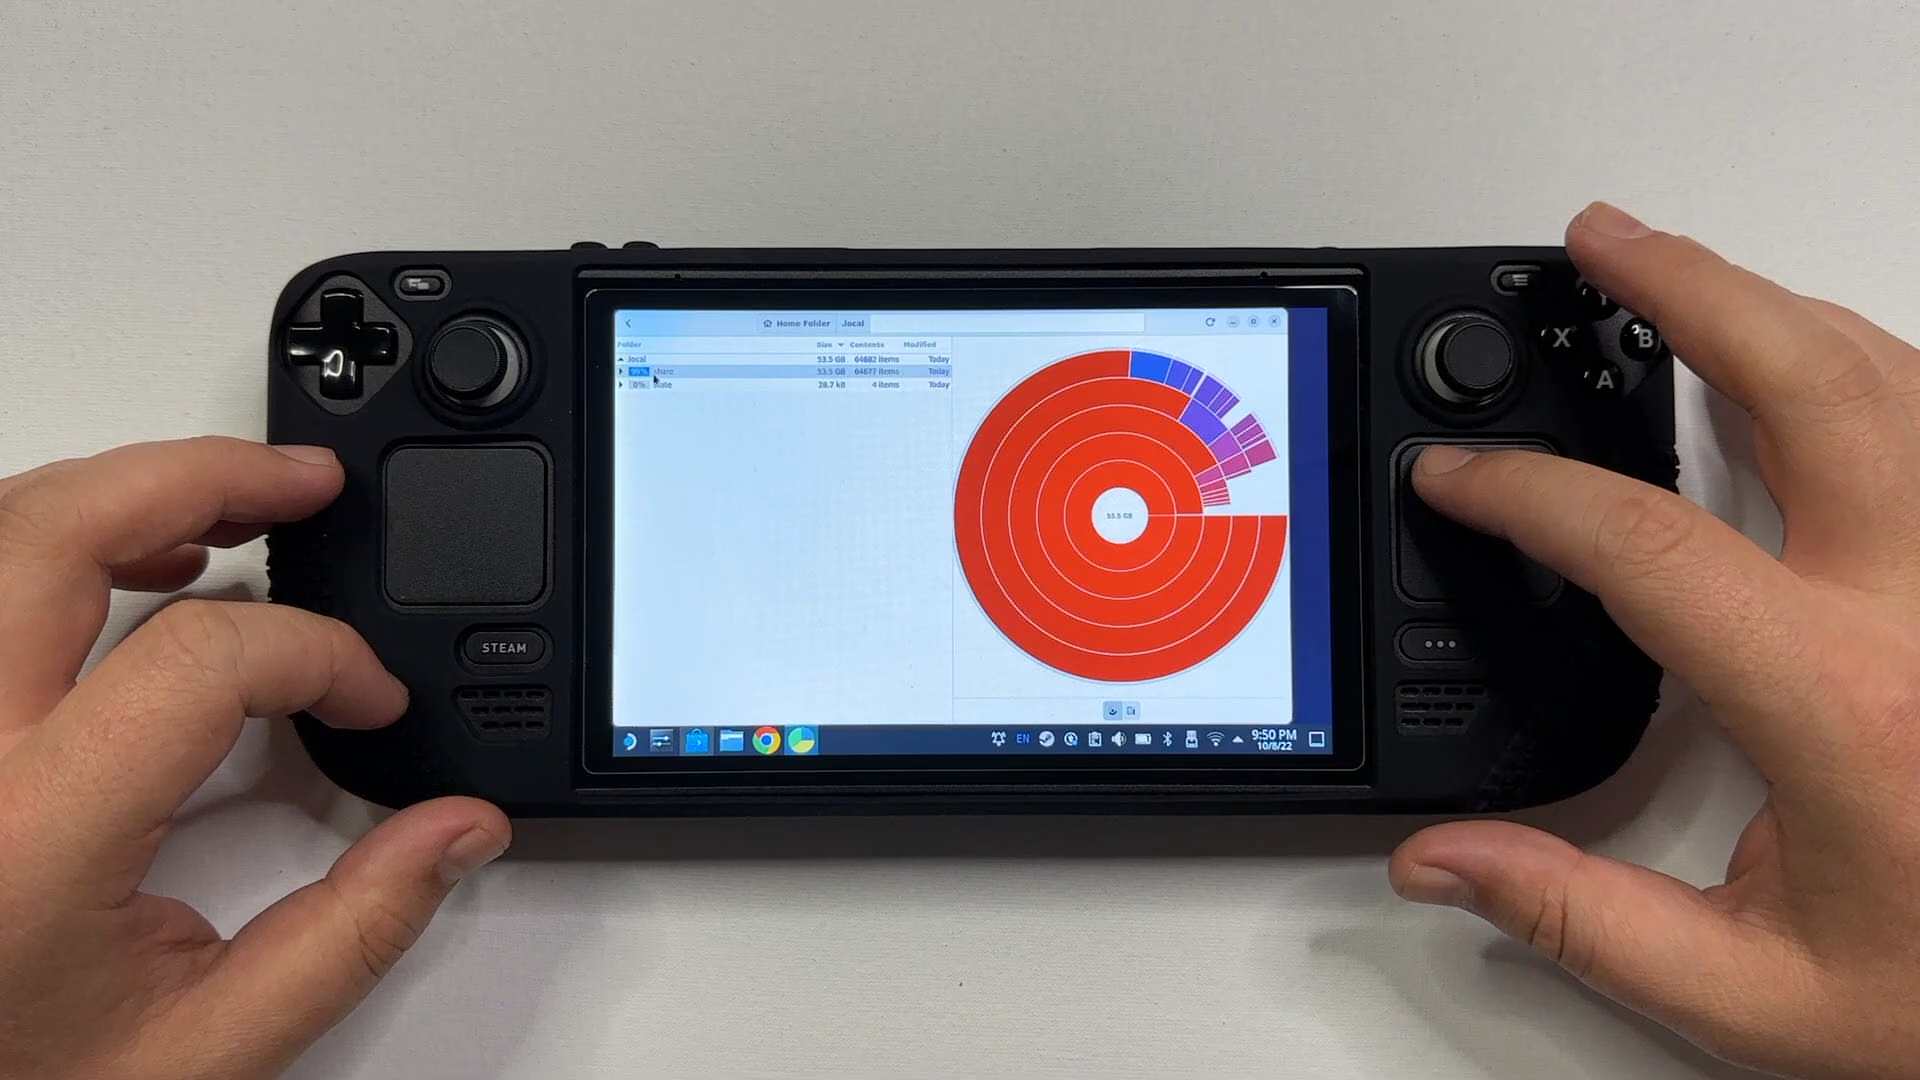 Home Folder .local
Folder Size Contents Modified
.local 53.5 GB 64682 items Today
99% share 53.5 GB 64677 items Today
0% state 28.7 kB 4 items Today
53.5 GB
STEAM
X
Y
B
A
EN
9:50 PM
10/8/22